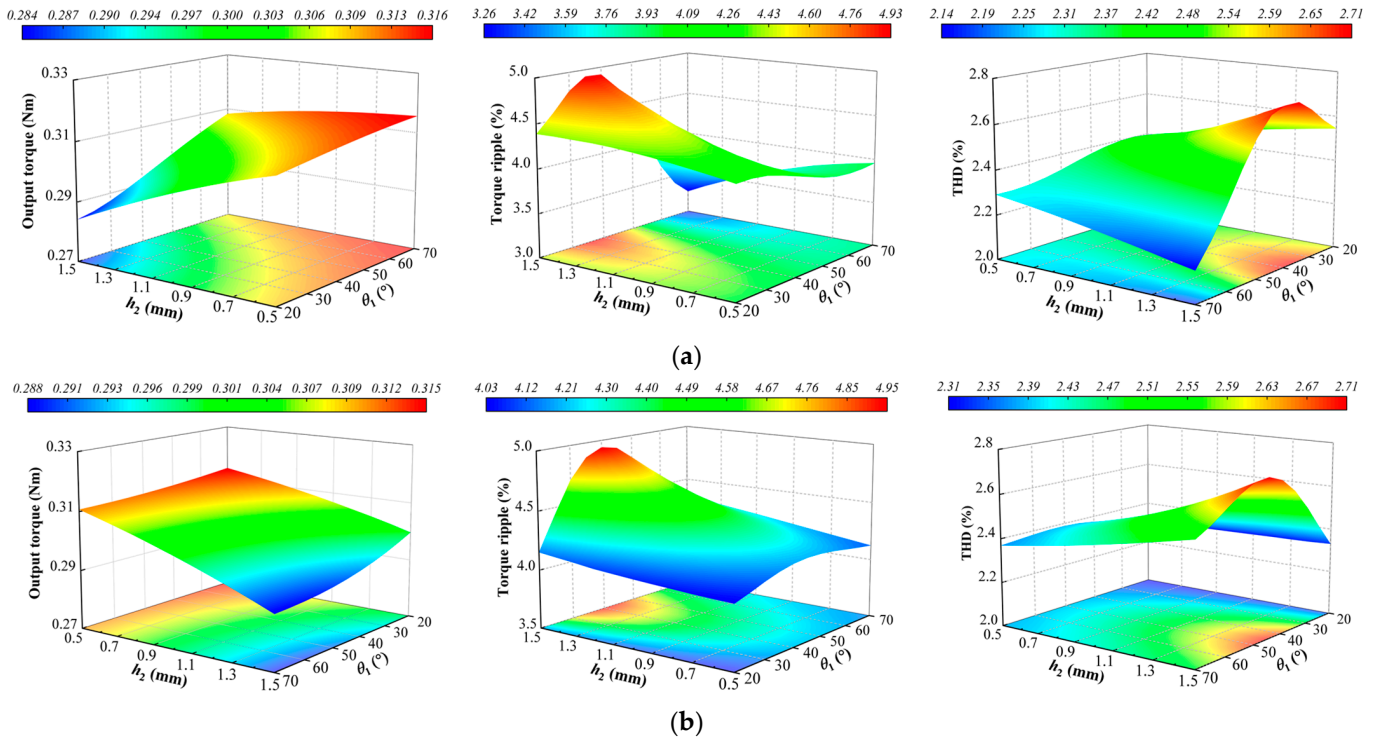 0.284 0.287 0.290 0.294 0.297 0.300 0.303 0.306 0.309 0.313 0.316
3.26 3.42 3.59 3.76 3.93 4.09 4.26 4.43 4.60 4.76 4.93
2.14 2.19 2.25 2.31 2.37 2.42 2.48 2.54 2.59 2.65 2.71
Output torque (Nm)
0.33
0.31
0.29
0.27
1.5 1.3 1.1 0.9 0.7 0.5
h2 (mm)
20 30 40 50 60 70
θ1 (°)
Torque ripple (%)
5.0
4.5
4.0
3.5
3.0
1.5 1.3 1.1 0.9 0.7 0.5
h2 (mm)
20 30 40 50 60 70
θ1 (°)
THD (%)
2.8
2.6
2.4
2.2
2.0
0.5 0.7 0.9 1.1 1.3 1.5
h2 (mm)
70 60 50 40 30 20
θ1 (°)
(a)
0.288 0.291 0.293 0.296 0.299 0.301 0.304 0.307 0.309 0.312 0.315
4.03 4.12 4.21 4.30 4.40 4.49 4.58 4.67 4.76 4.85 4.95
2.31 2.35 2.39 2.43 2.47 2.51 2.55 2.59 2.63 2.67 2.71
Output torque (Nm)
0.33
0.31
0.29
0.27
0.5 0.7 0.9 1.1 1.3 1.5
h2 (mm)
70 60 50 40 30 20
θ1 (°)
Torque ripple (%)
5.0
4.5
4.0
3.5
1.5 1.3 1.1 0.9 0.7 0.5
h2 (mm)
20 30 40 50 60 70
θ1 (°)
THD (%)
2.8
2.6
2.4
2.2
2.0
0.5 0.7 0.9 1.1 1.3 1.5
h2 (mm)
70 60 50 40 30 20
θ1 (°)
(b)